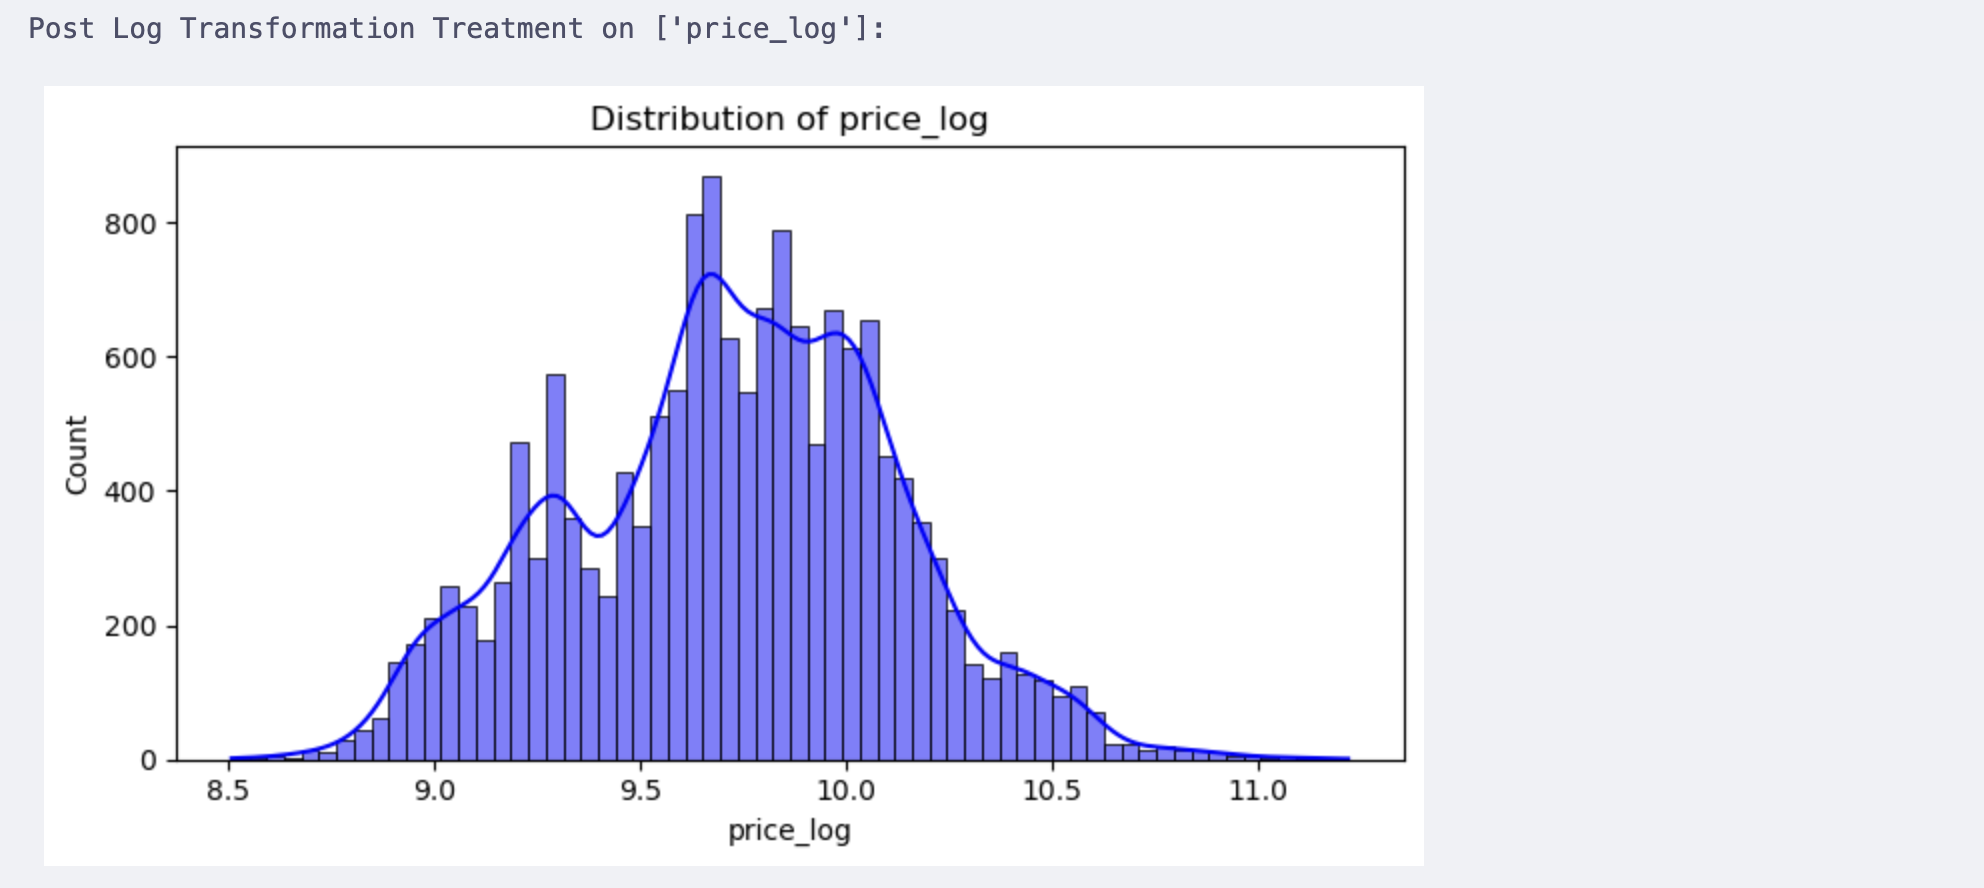 Post Log Transformation Treatment on ['price_log']:
Distribution of price_log
800
600
400
200
0
Count
8.5 9.0 9.5 10.0 10.5 11.0
price_log